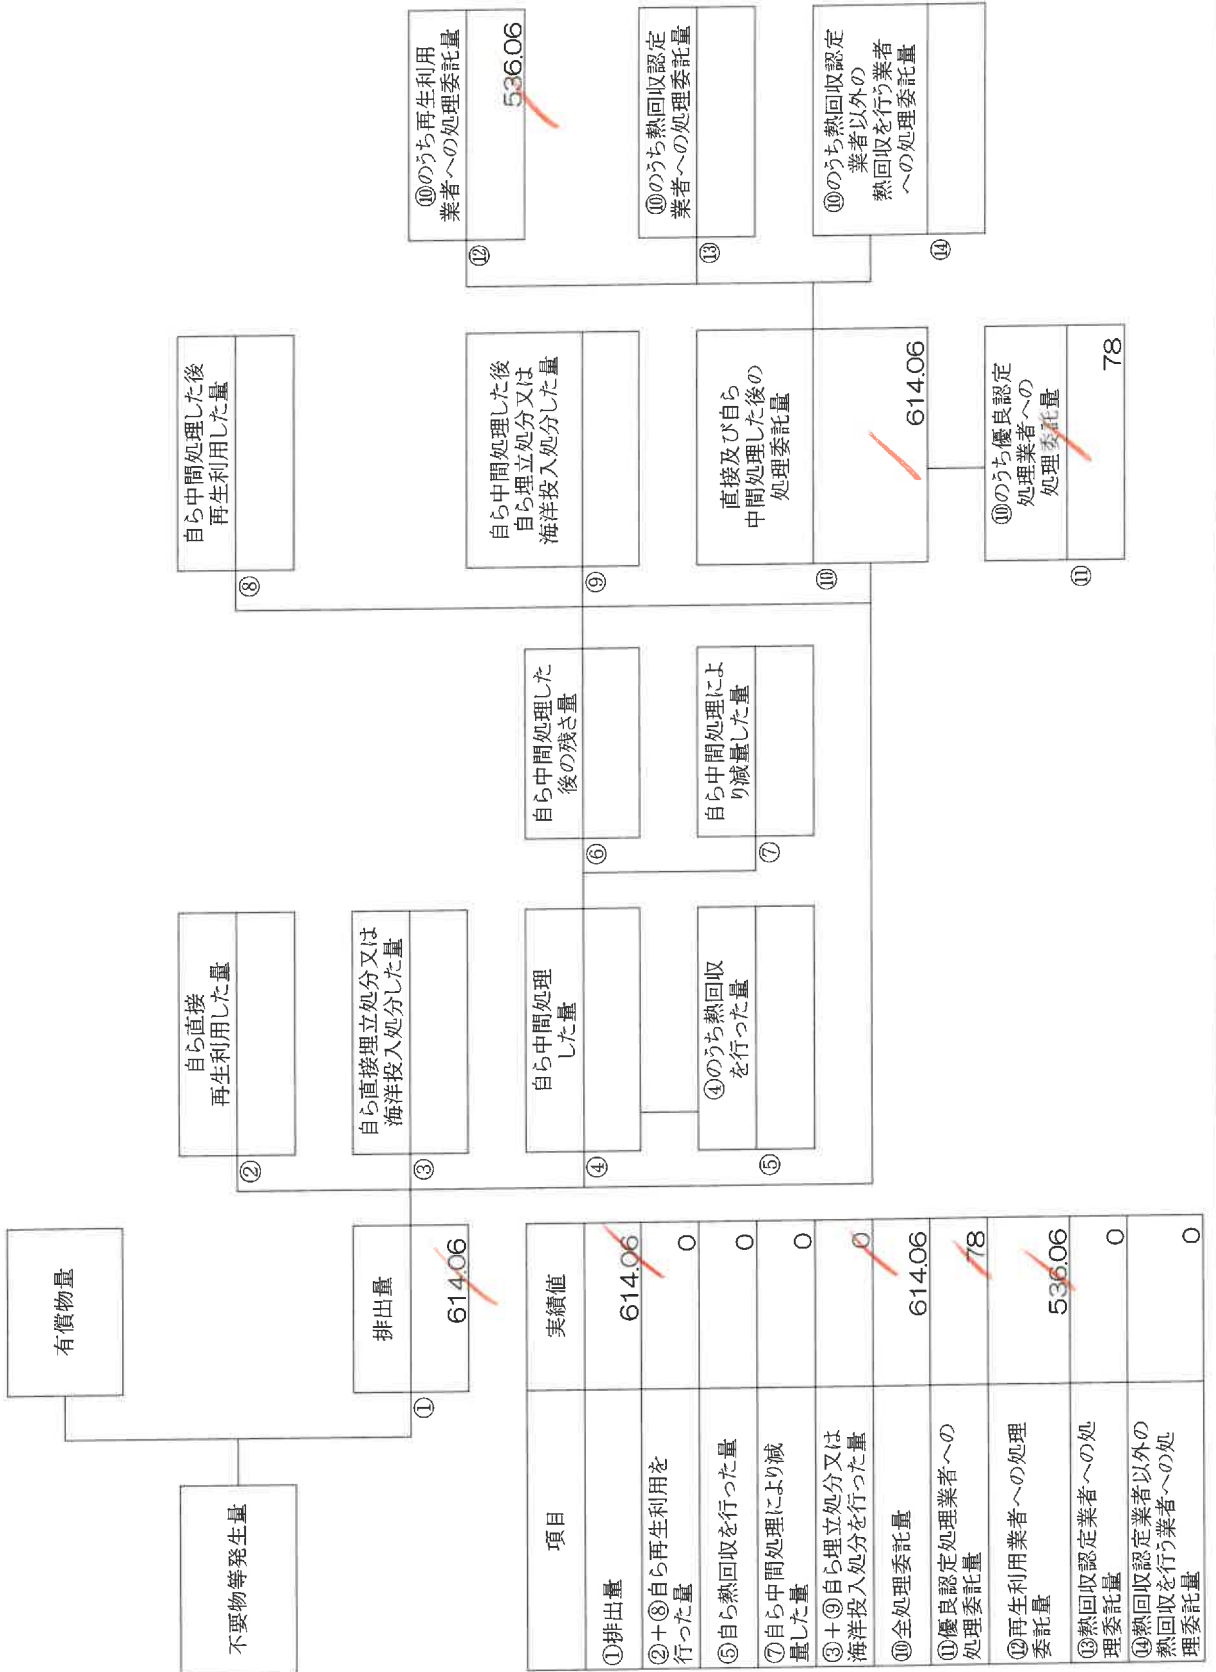 不要物等発生量
有償物量
排出量
①
614.06
自ら直接
再生利用した量
②
自ら直接埋立処分又は
海洋投入処分した量
③
自ら中間処理
した量
④
④のうち熱回収
を行った量
⑤
自ら中間処理した
後の残さ量
⑥
自ら中間処理によ
り減量した量
⑦
自ら中間処理した後
再生利用した量
⑧
自ら中間処理した後
自ら埋立処分又は
海洋投入処分した量
⑨
直接及び自ら
中間処理した後の
処理委託量
⑩
614.06
⑩のうち優良認定
処理業者への
処理委託量
⑪
78
⑩のうち再生利用
業者への処理委託量
⑫
536.06
⑩のうち熱回収認定
業者への処理委託量
⑬
⑩のうち熱回収認定
業者以外の
熱回収を行う業者
への処理委託量
⑭
項目
実績値
①排出量
614.06
②+⑧自ら再生利用を
行った量
0
⑤自ら熱回収を行った量
0
⑦自ら中間処理により減
量した量
0
③+⑨自ら埋立処分又は
海洋投入処分を行った量
0
⑩全処理委託量
614.06
⑪優良認定処理業者への
処理委託量
78
⑫再生利用業者への処理
委託量
536.06
⑬熱回収認定業者への処
理委託量
0
⑭熱回収認定業者以外の
熱回収を行う業者への処
理委託量
0